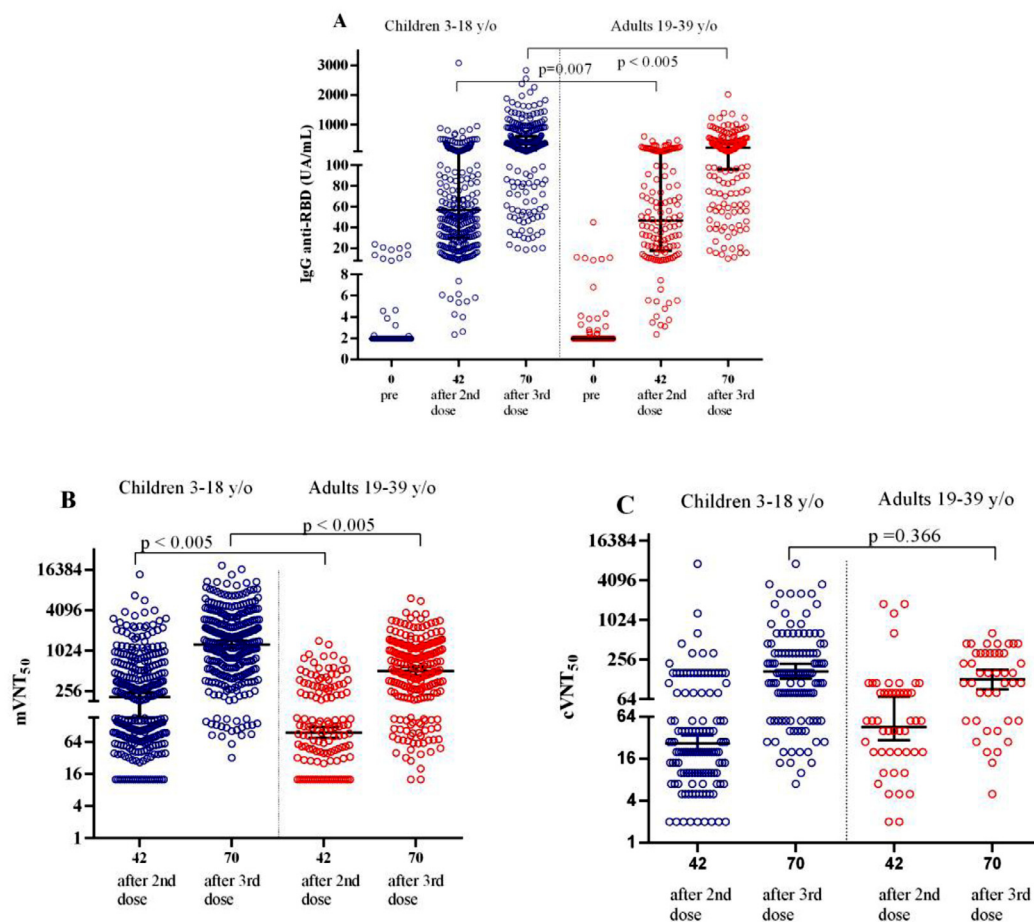 A
Children 3-18 y/o
Adults 19-39 y/o
p=0.007
p < 0.005
IgG anti-RBD (UA/mL)
3000
2000
1000
100
80
60
40
20
8
6
4
2
0
0
42
70
0
42
70
pre
after 2nd
dose
after 3rd
dose
pre
after 2nd
dose
after 3rd
dose
B
Children 3-18 y/o
Adults 19-39 y/o
p < 0.005
p < 0.005
mVNT50
16384
4096
1024
256
64
16
4
1
42
70
42
70
after 2nd
dose
after 3rd
dose
after 2nd
dose
after 3rd
dose
C
Children 3-18 y/o
Adults 19-39 y/o
p =0.366
cVNT50
16384
4096
1024
256
64
64
16
4
1
42
70
42
70
after 2nd
dose
after 3rd
dose
after 2nd
dose
after 3rd
dose